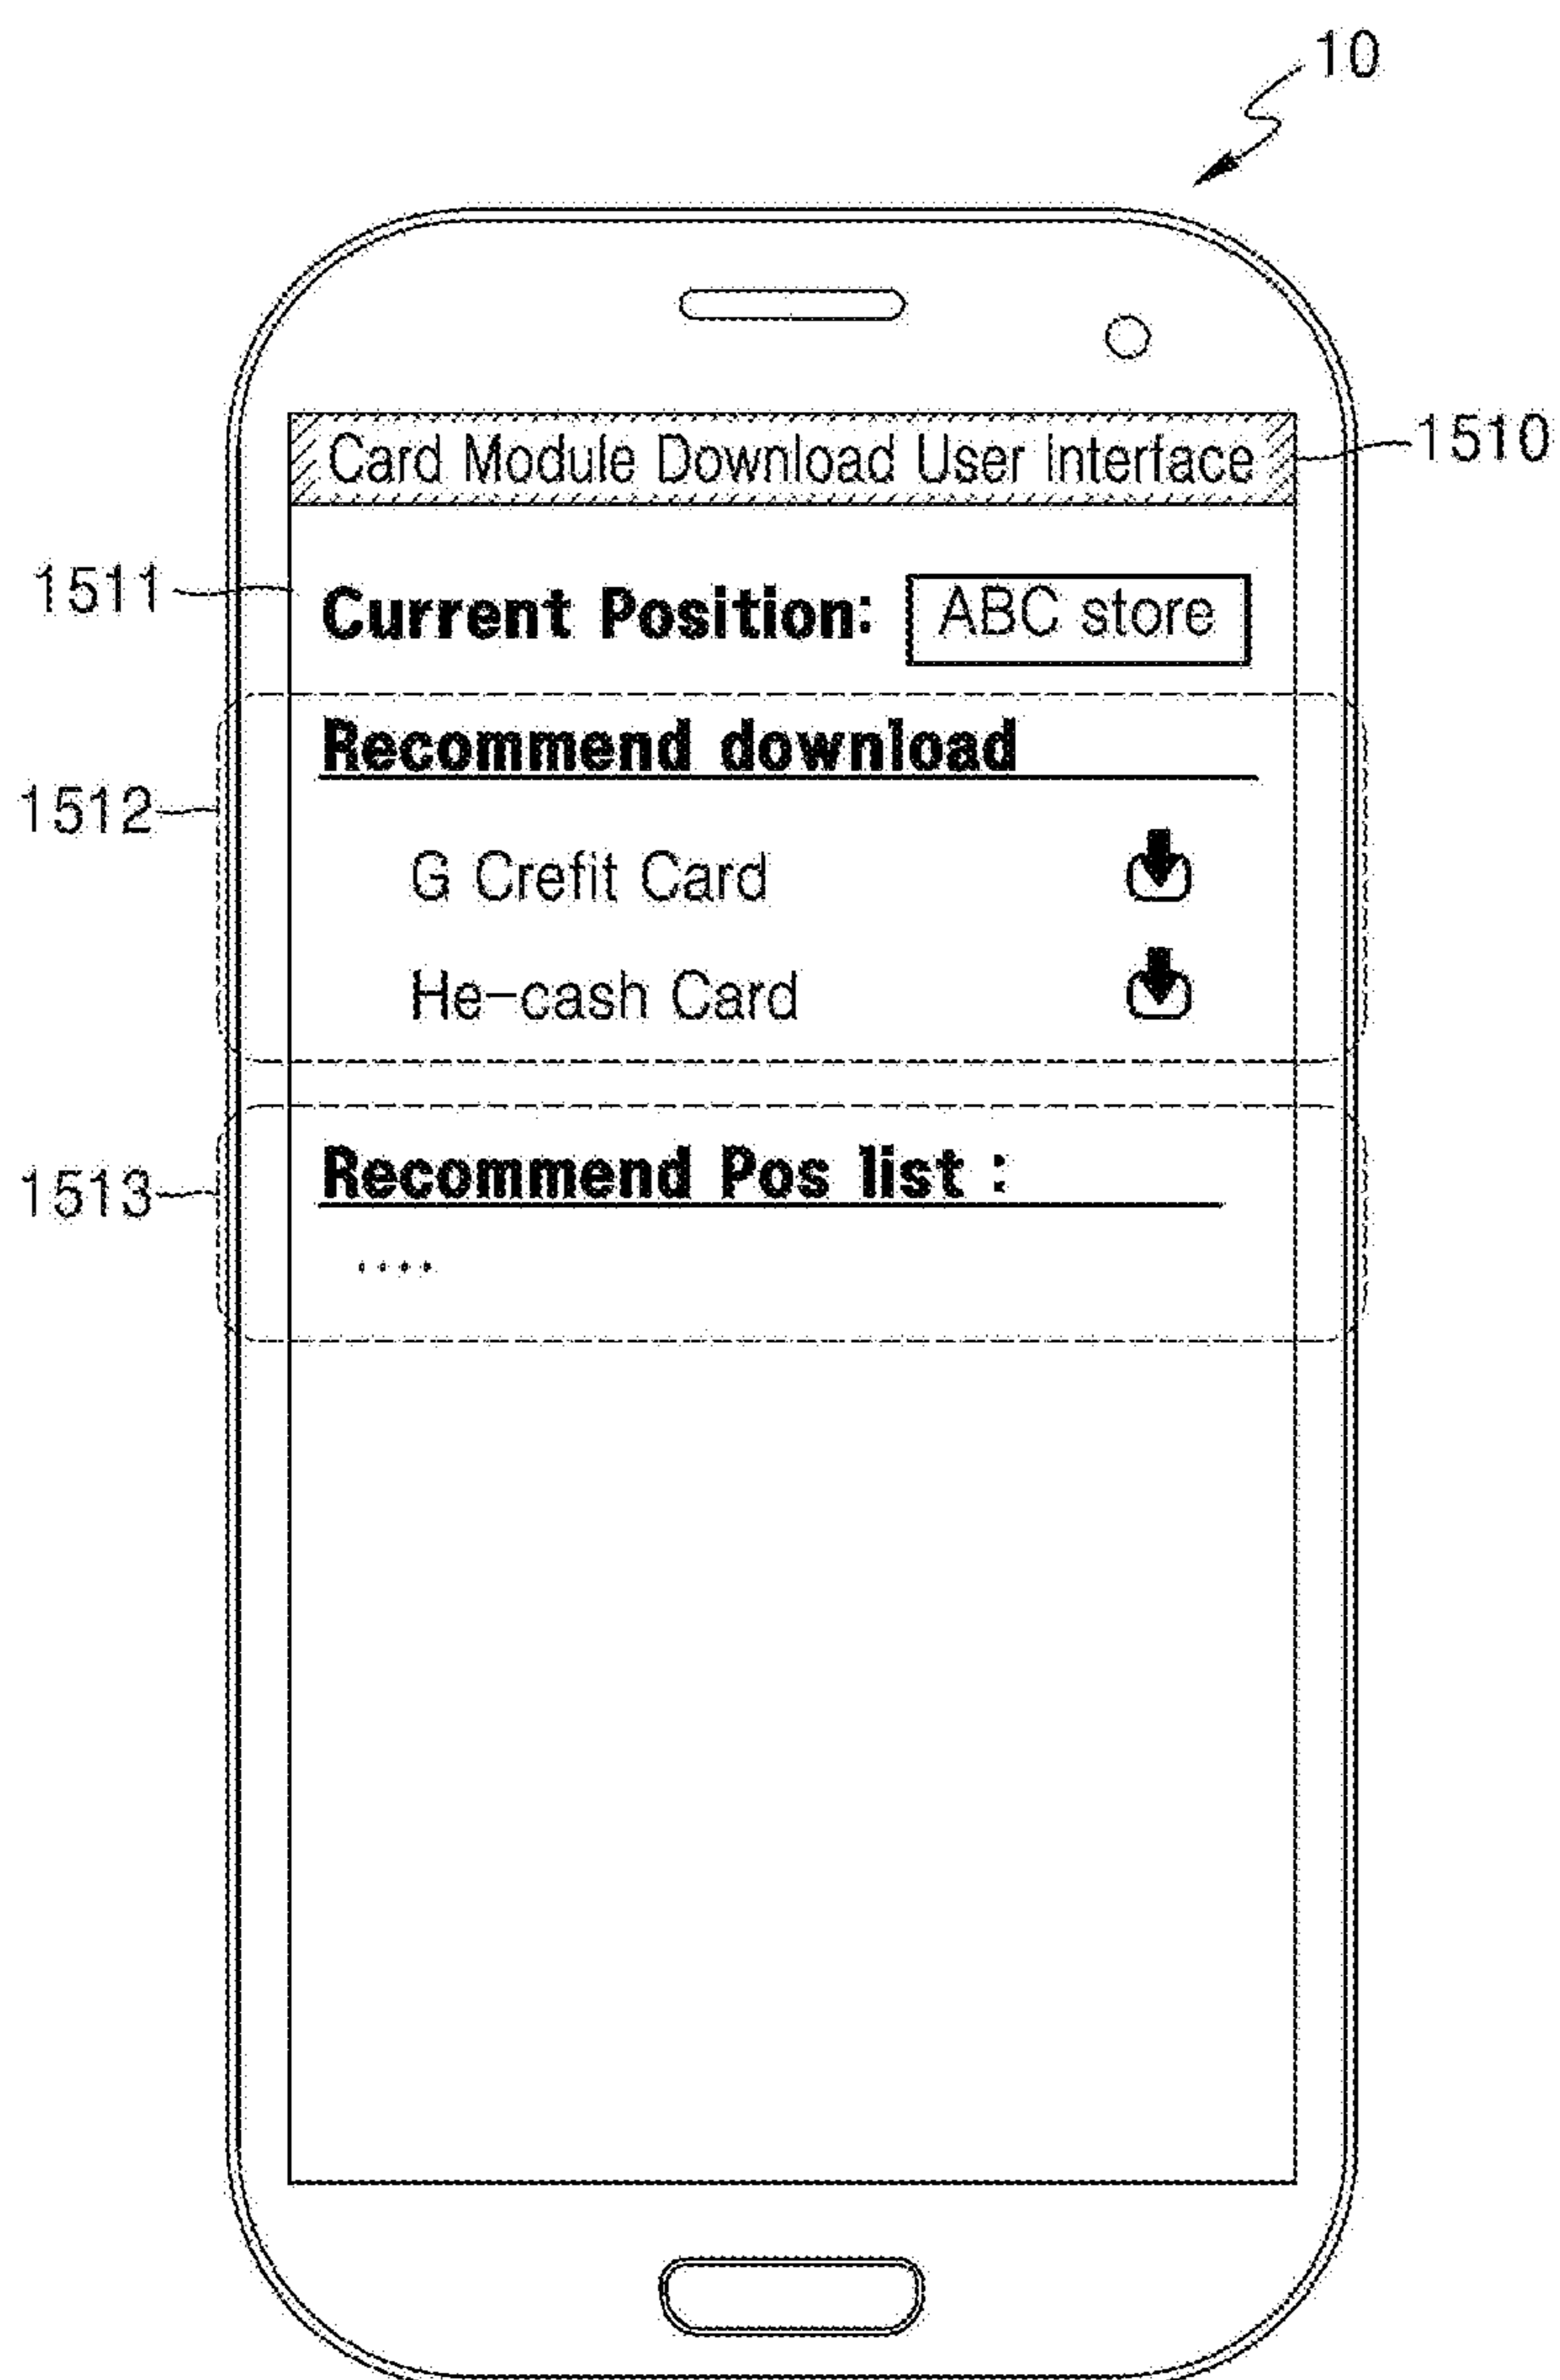 10
Card Module Download User Interface
1510
1511
Current Position: ABC store
Recommend download
1512
G Crefit Card
He-cash Card
Recommend Pos list :
1513
....